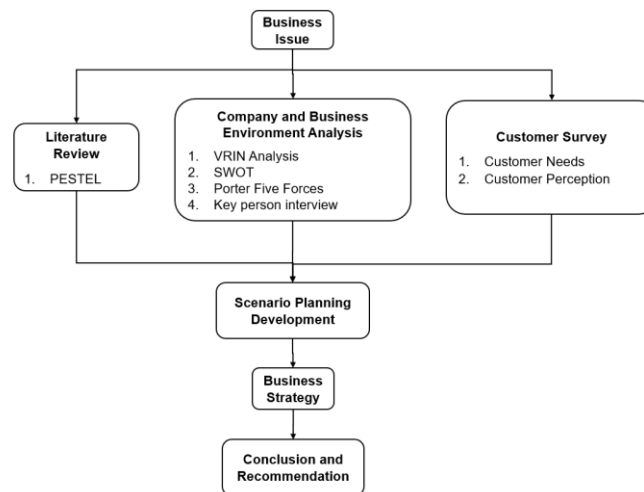 Business
Issue
Literature
Review
1. PESTEL
Company and Business
Environment Analysis
1. VRIN Analysis
2. SWOT
3. Porter Five Forces
4. Key person interview
Customer Survey
1. Customer Needs
2. Customer Perception
Scenario Planning
Development
Business
Strategy
Conclusion and
Recommendation